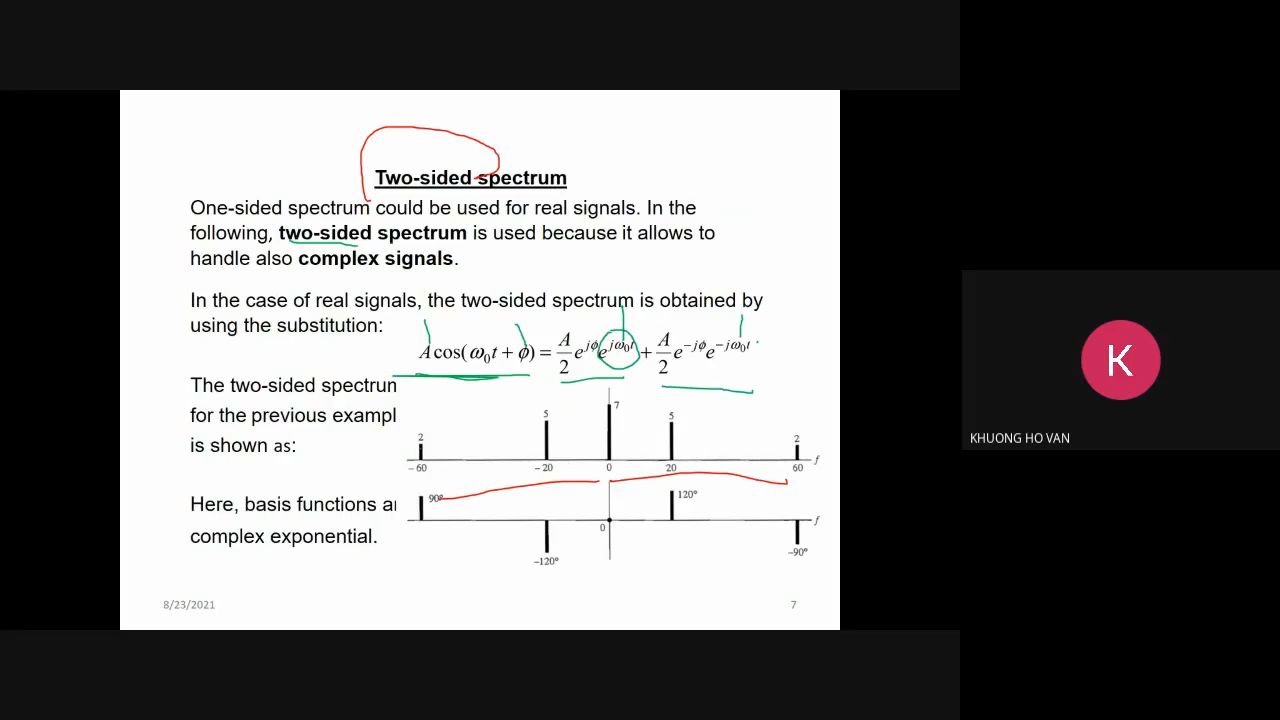 Two-sided spectrum
One-sided spectrum could be used for real signals. In the
following, two-sided spectrum is used because it allows to
handle also complex signals.
In the case of real signals, the two-sided spectrum is obtained by
using the substitution:
A cos(ω₀t + ϕ) = A/2 e^{jϕ} e^{jω₀t} + A/2 e^{-jϕ} e^{-jω₀t}
The two-sided spectrum
for the previous exampl
is shown as:
2 5 7 5 2
-60 -20 0 20 60 f
Here, basis functions ar
complex exponential.
90° 120°
0 f
-120° -90°
8/23/2021
7
K
KHUONG HO VAN